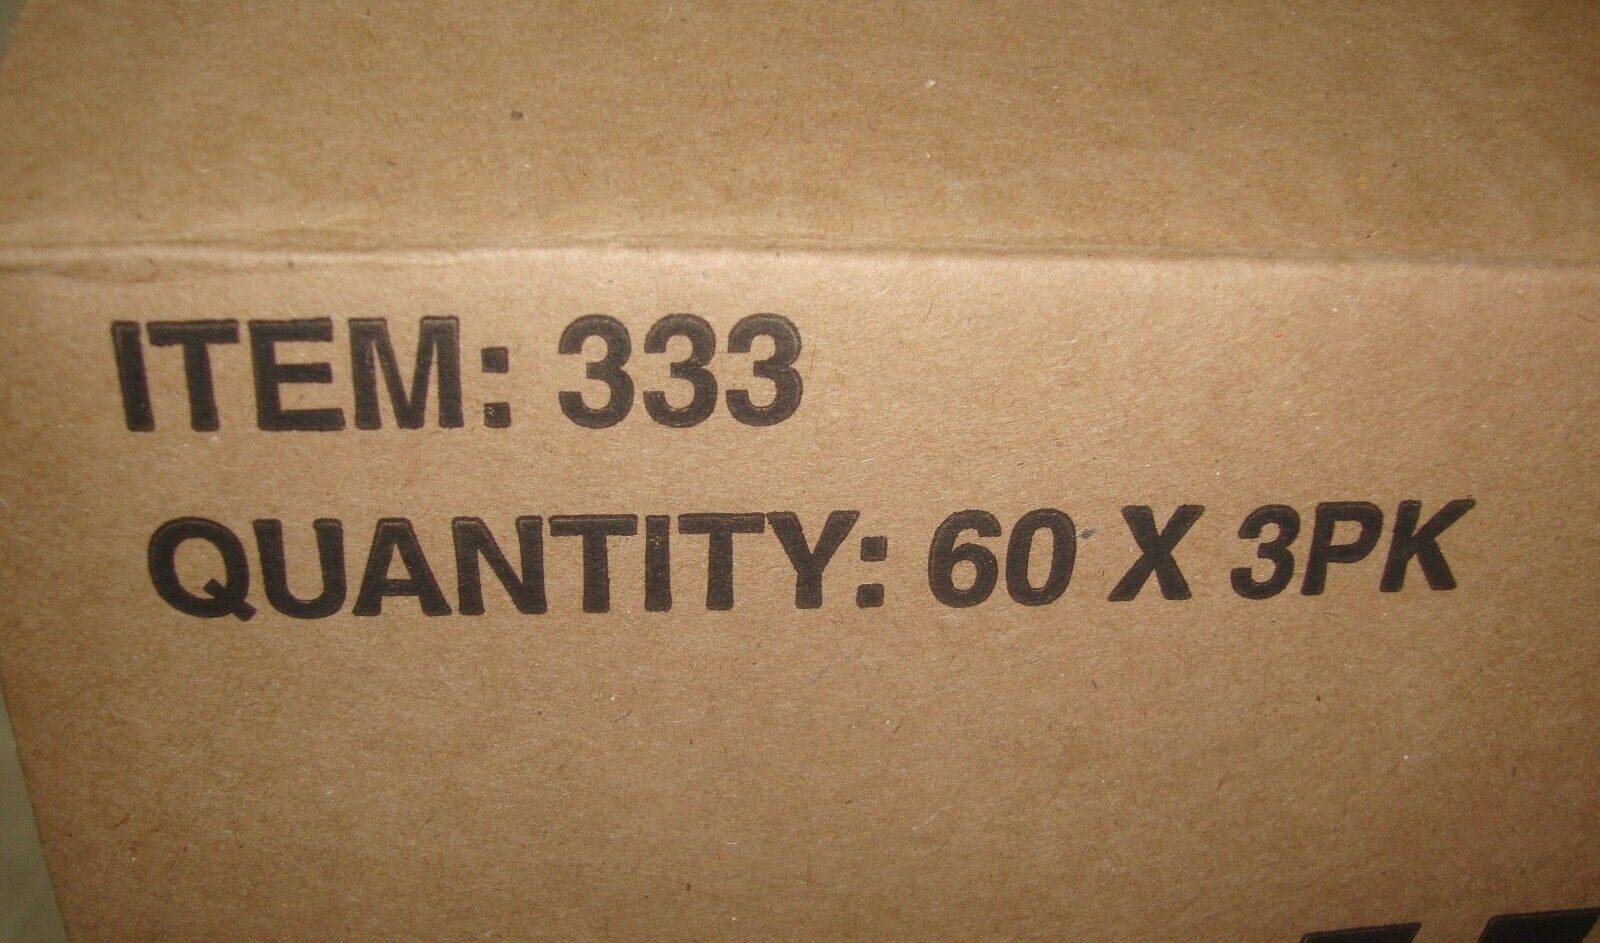 ITEM: 333
QUANTITY: 60 X 3PK